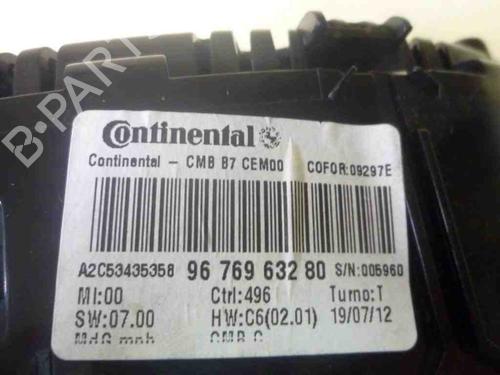 B-PARTS
Continental
Continental - CMB B7 CEM00 COFOR:09297E
A2C53435358 96 769 632 80 S/N:005960
MI:00 Ctrl:496 Turno:T
SW:07.00 HW:C6(02.01) 19/07/12